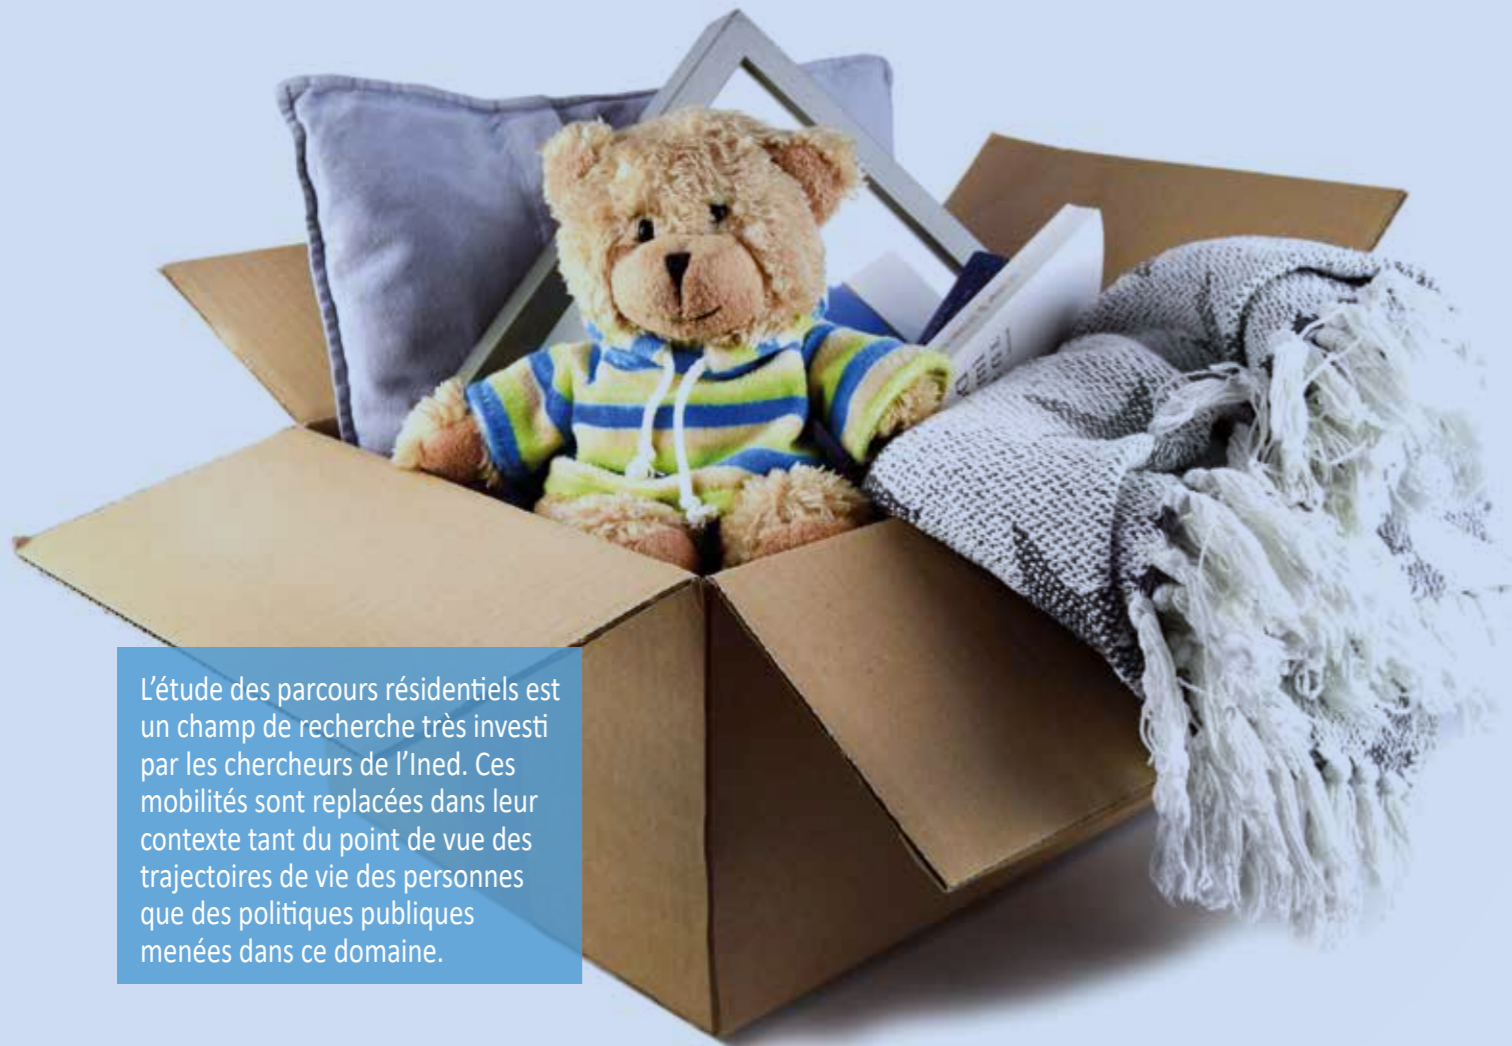 L'étude des parcours résidentiels est
un champ de recherche très investi
par les chercheurs de l'Ined. Ces
mobilités sont replacées dans leur
contexte tant du point de vue des
trajectoires de vie des personnes
que des politiques publiques
menées dans ce domaine.